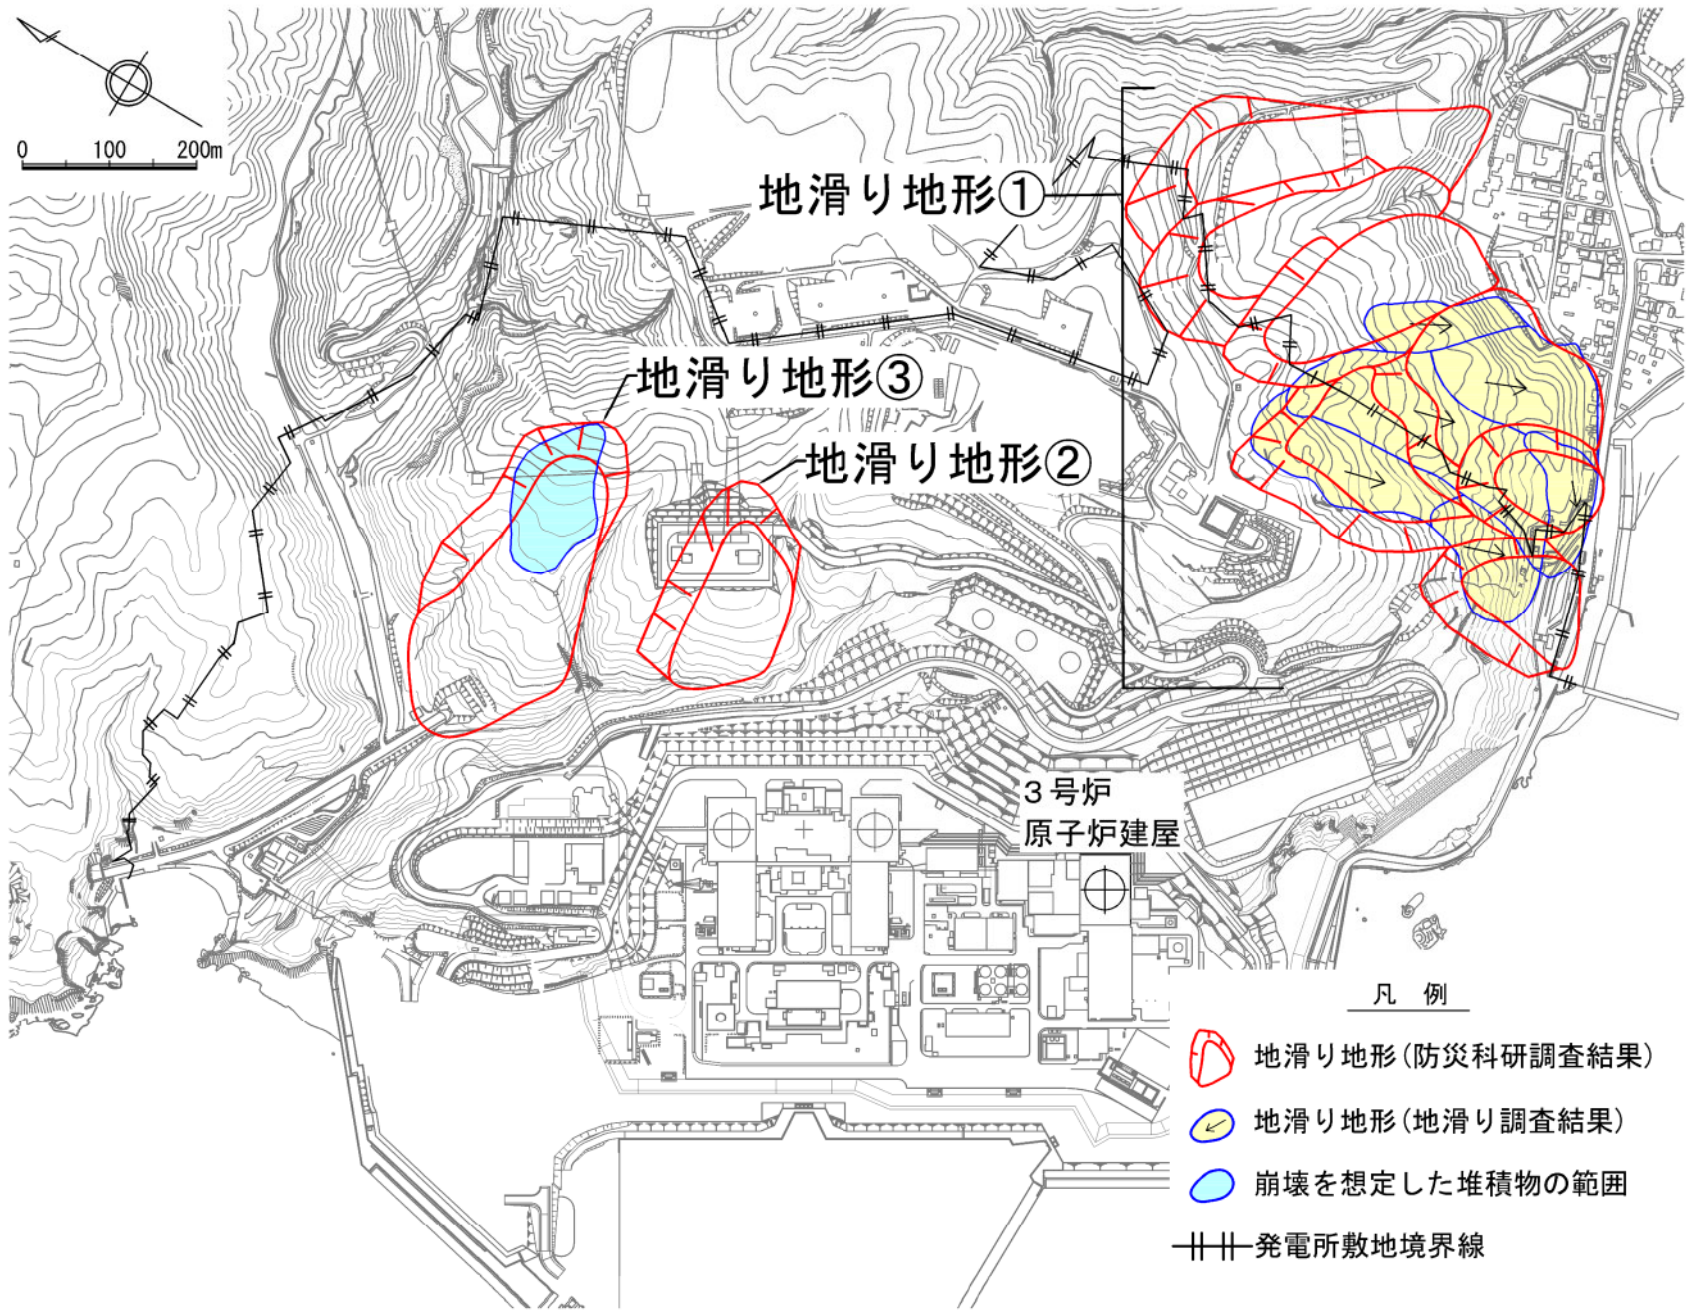 0 100 200m
地滑り地形①
地滑り地形③
地滑り地形②
3号炉
原子炉建屋
凡 例
地滑り地形(防災科研調査結果)
地滑り地形(地滑り調査結果)
崩壊を想定した堆積物の範囲
発電所敷地境界線